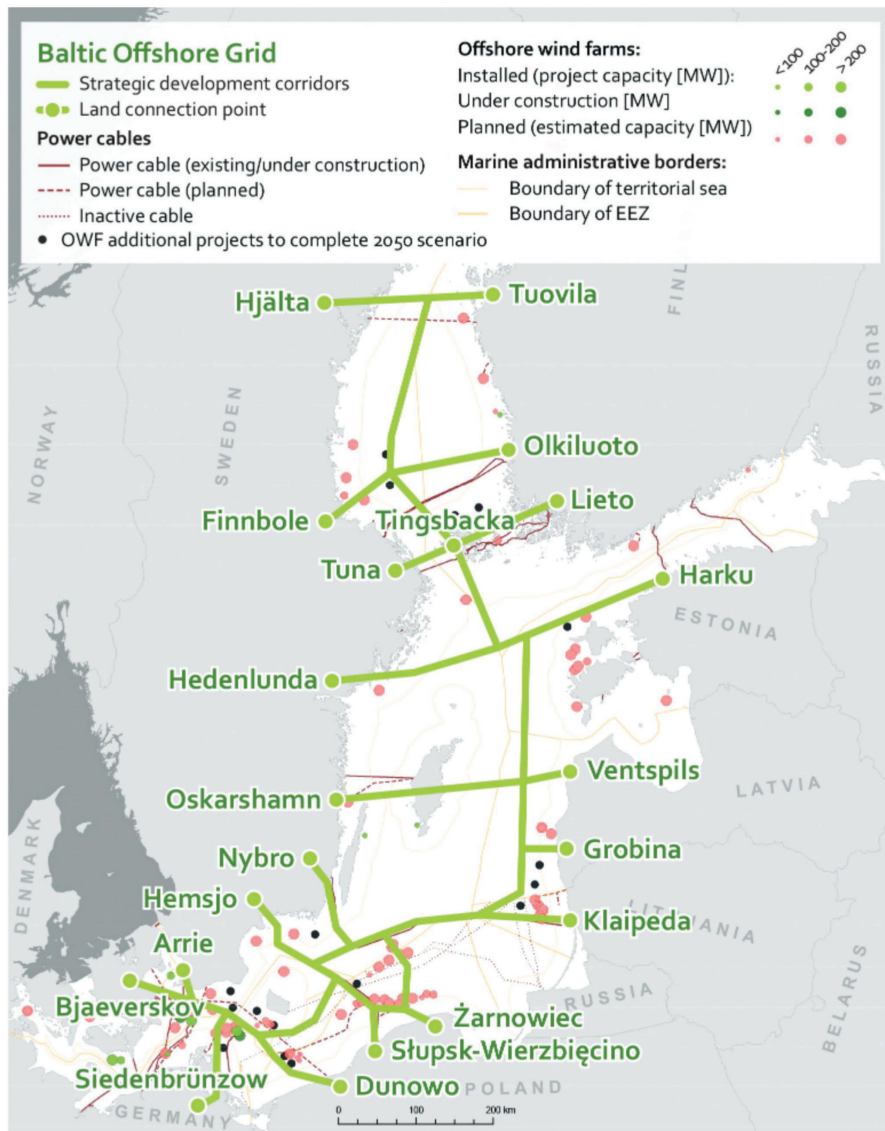 Baltic Offshore Grid
Strategic development corridors
Land connection point
Power cables
Power cable (existing/under construction)
Power cable (planned)
Inactive cable
OWF additional projects to complete 2050 scenario
Offshore wind farms:
<100
100-200
>200
Installed (project capacity [MW]):
Under construction [MW]
Planned (estimated capacity [MW])
Marine administrative borders:
Boundary of territorial sea
Boundary of EEZ
FINL
Hjälta
Tuovila
RUSSIA
NORWAY
SWEDEN
Olkiluoto
Lieto
Finnbole
Tingsbacka
Tuna
Harku
ESTONIA
Hedenlunda
Ventspils
LATVIA
Oskarshamn
DENMARK
Nybro
Grobina
Hemsjo
LITHUANIA
Klaipeda
Arrie
BELARUS
RUSSIA
Bjaeverskov
Żarnowiec
Słupsk-Wierzbięcino
Siedenbrünzow
Dunowo
POLAND
GERMANY
0
100
200 km